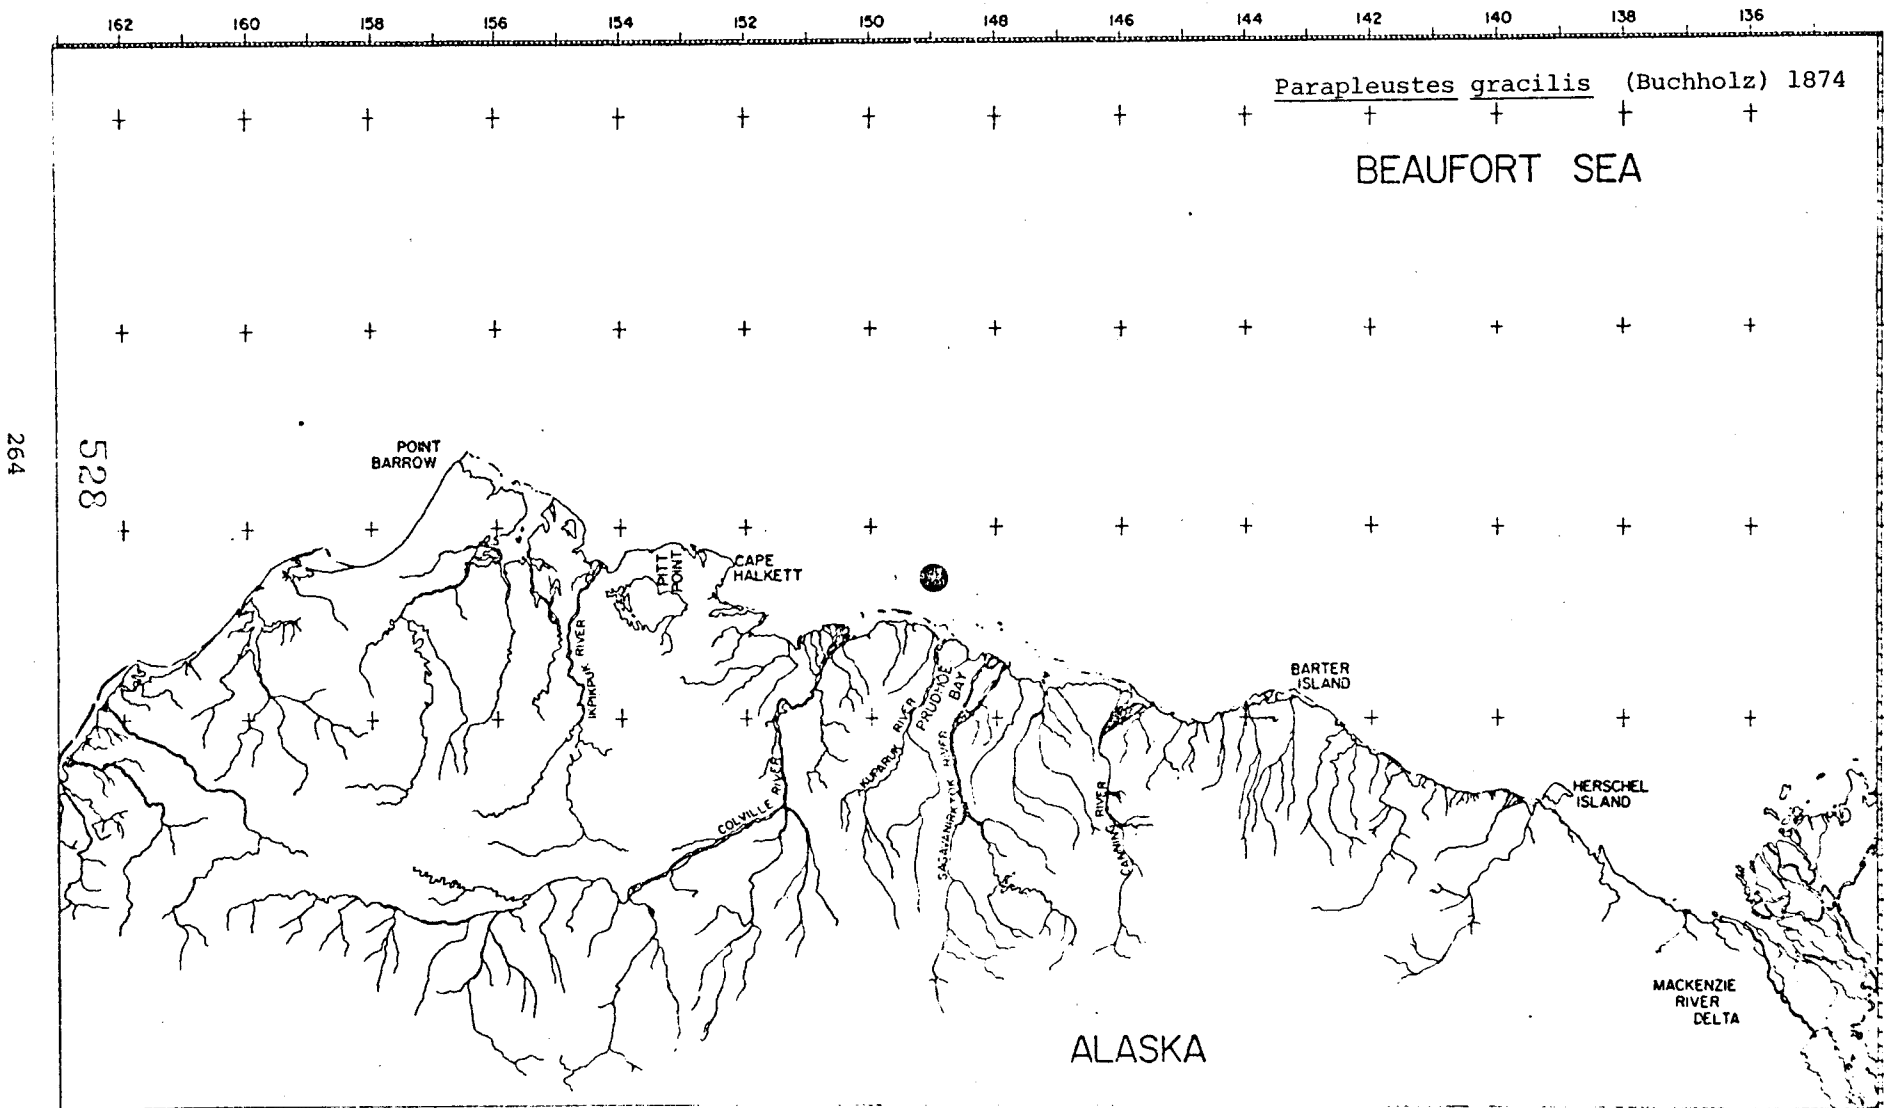 162 160 158 156 154 152 150 148 146 144 142 140 138 136
Parapleustes gracilis (Buchholz) 1874
BEAUFORT SEA
264
528
POINT
BARROW
PITT
POINT
CAPE
HALKETT
IKPIKPUK RIVER
COLVILLE RIVER
KUPARUK RIVER
PRUDHOE
BAY
SAGAVANIRKTOK RIVER
CANNING RIVER
BARTER
ISLAND
HERSCHEL
ISLAND
MACKENZIE
RIVER
DELTA
ALASKA